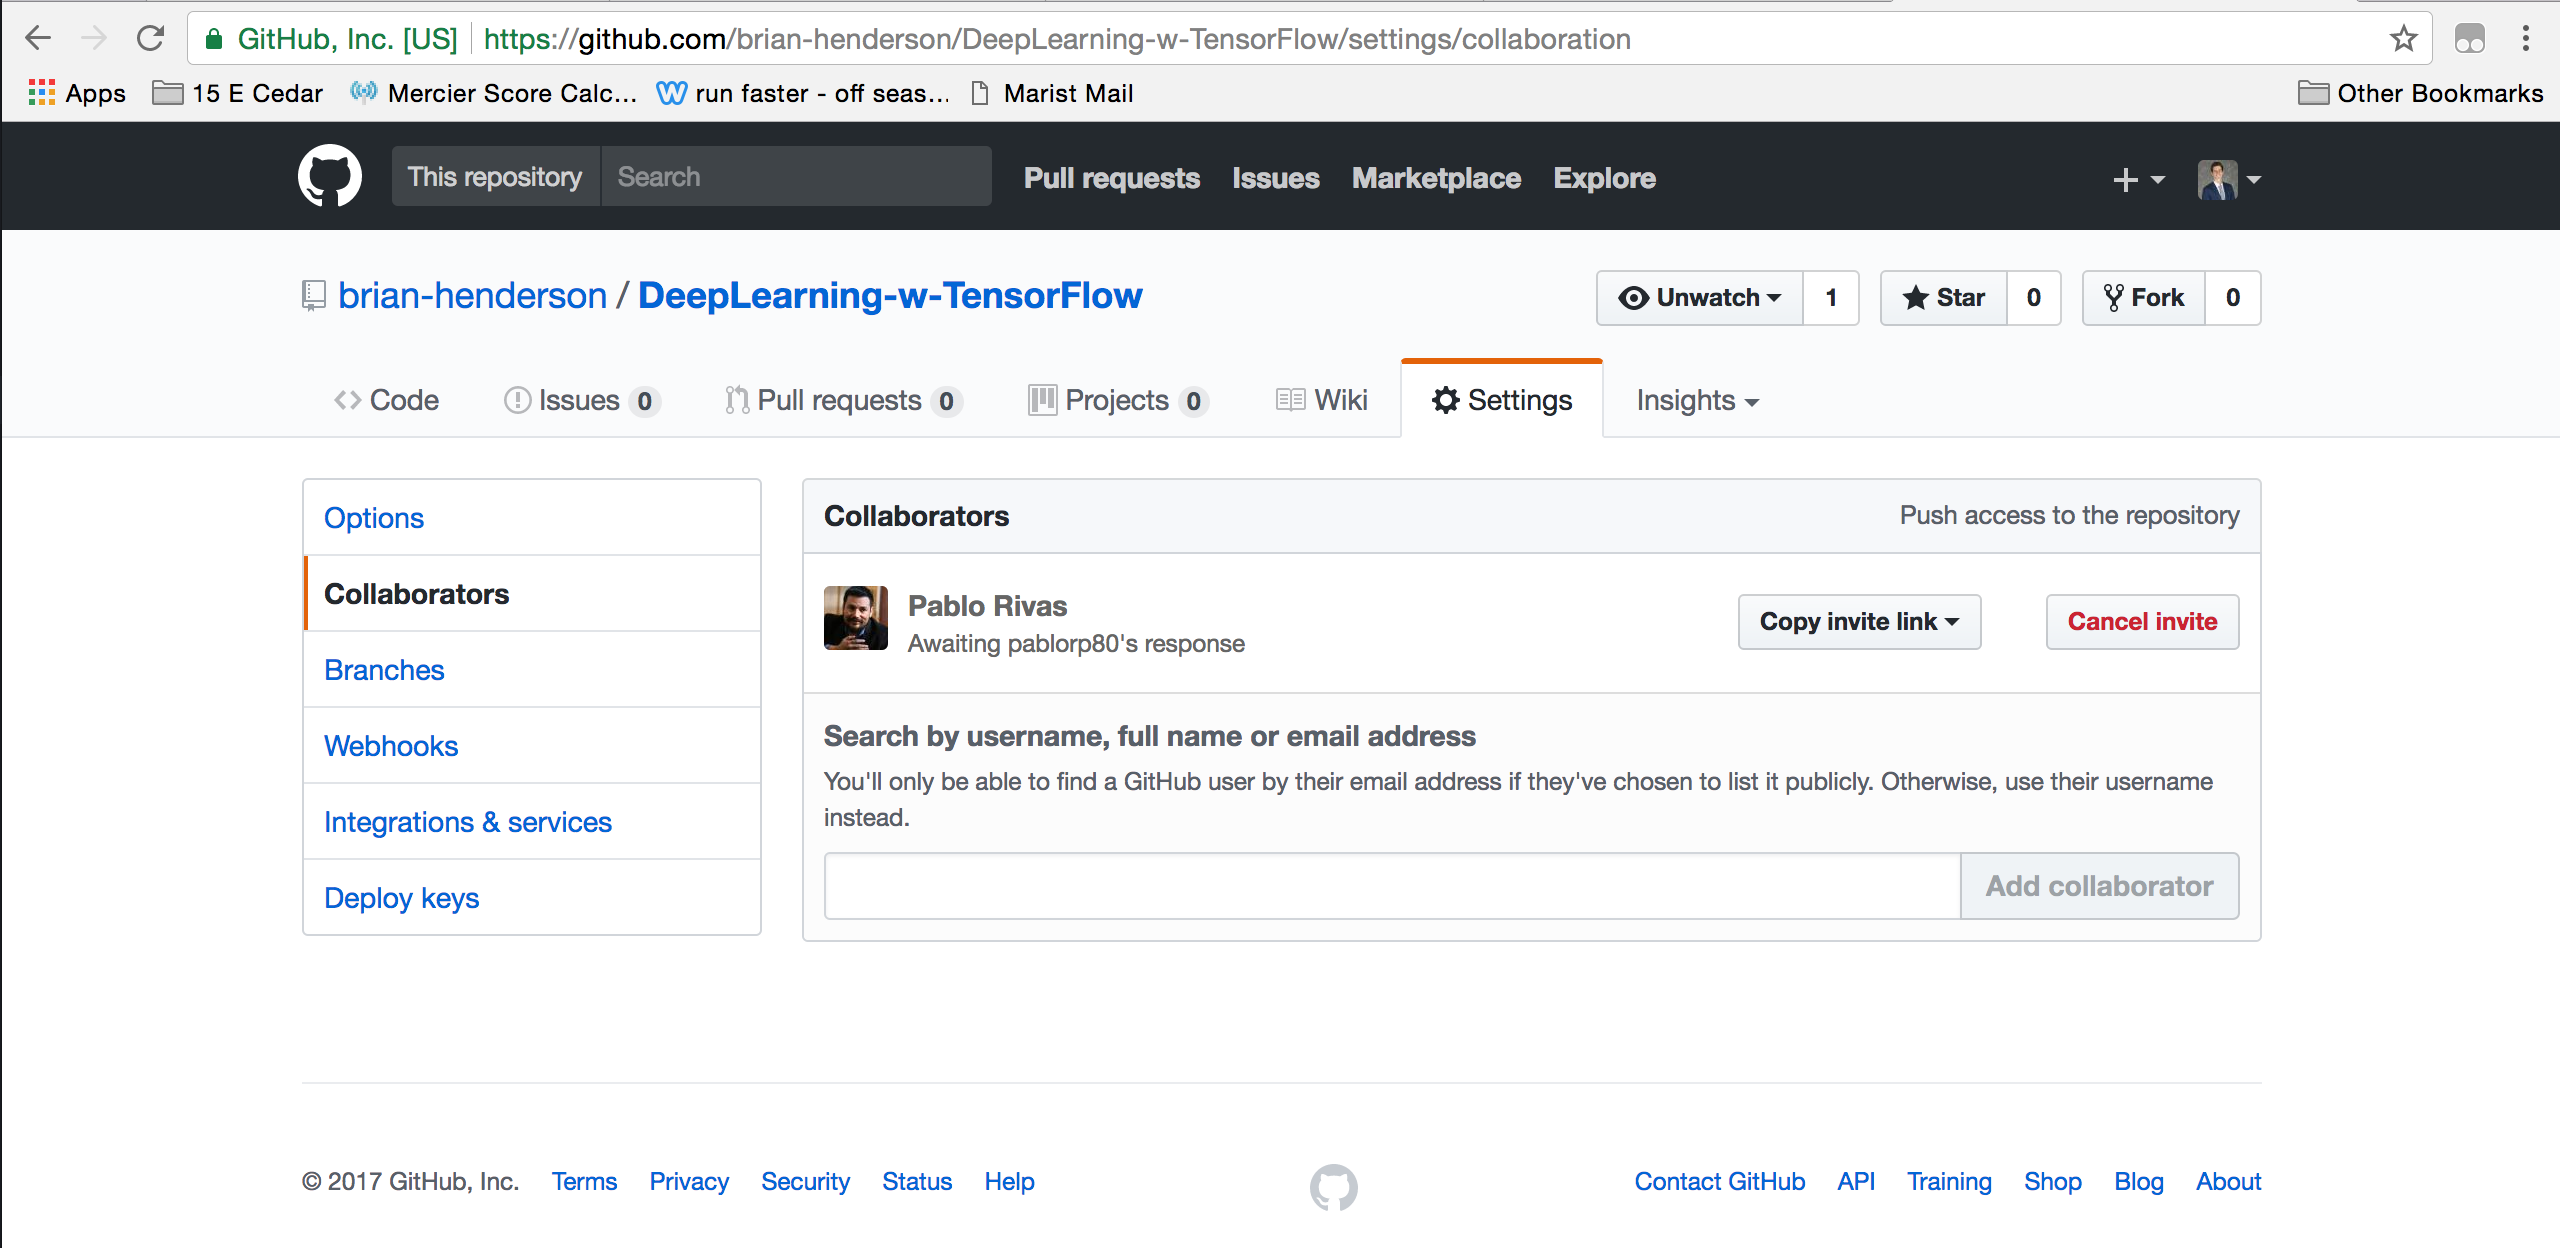 GitHub, Inc. [US] https://github.com/brian-henderson/DeepLearning-w-TensorFlow/settings/collaboration
Apps 15 E Cedar Mercier Score Calc... run faster - off seas... Marist Mail Other Bookmarks
This repository Search Pull requests Issues Marketplace Explore
brian-henderson / DeepLearning-w-TensorFlow Unwatch 1 Star 0 Fork 0
Code Issues 0 Pull requests 0 Projects 0 Wiki Settings Insights
Options
Collaborators
Branches
Webhooks
Integrations & services
Deploy keys
Collaborators Push access to the repository
Pablo Rivas
Awaiting pablorp80's response
Copy invite link Cancel invite
Search by username, full name or email address
You'll only be able to find a GitHub user by their email address if they've chosen to list it publicly. Otherwise, use their username
instead.
Add collaborator
© 2017 GitHub, Inc. Terms Privacy Security Status Help Contact GitHub API Training Shop Blog About